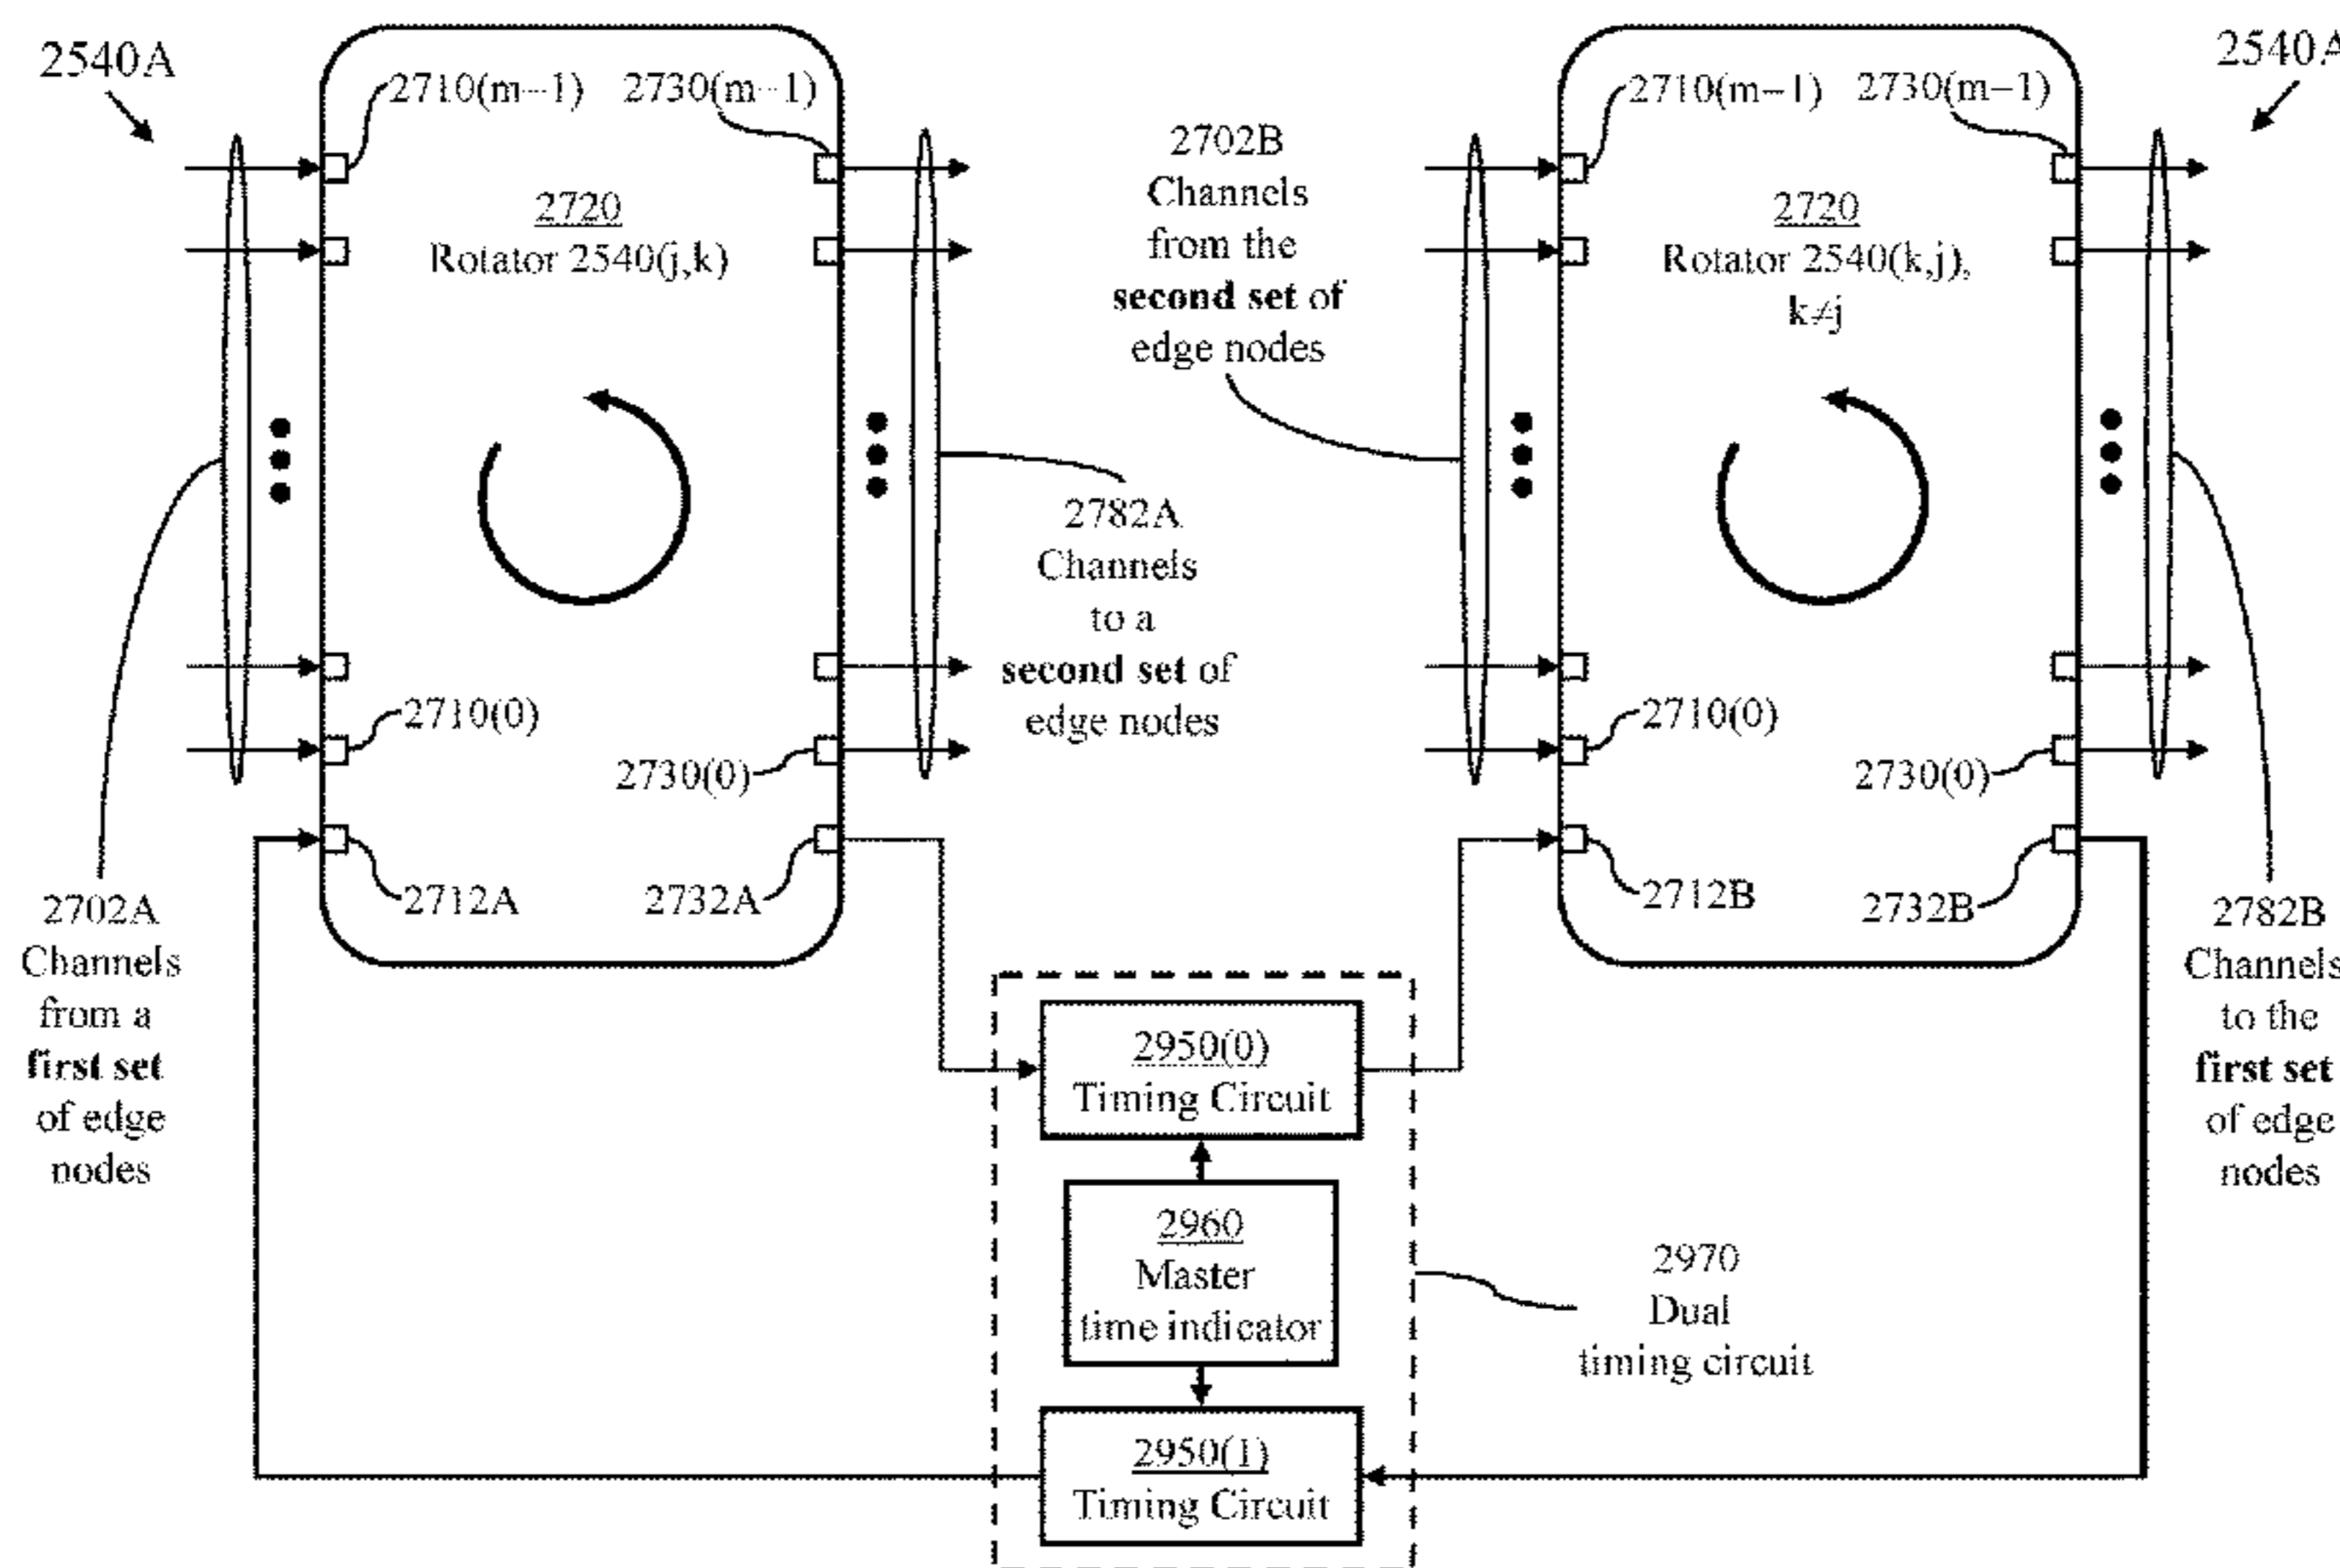 2540A
2710(m-1)
2730(m-1)
2720
Rotator 2540(j,k)
2702B
Channels
from the
second set of
edge nodes
2710(m-1)
2730(m-1)
2540A
2720
Rotator 2540(k,j),
k≠j
2782A
Channels
to a
second set of
edge nodes
2710(0)
2730(0)
2710(0)
2730(0)
2712A
2732A
2712B
2732B
2702A
Channels
from a
first set
of edge
nodes
2782B
Channels
to the
first set
of edge
nodes
2950(0)
Timing Circuit
2960
Master
time indicator
2970
Dual
timing circuit
2950(1)
Timing Circuit